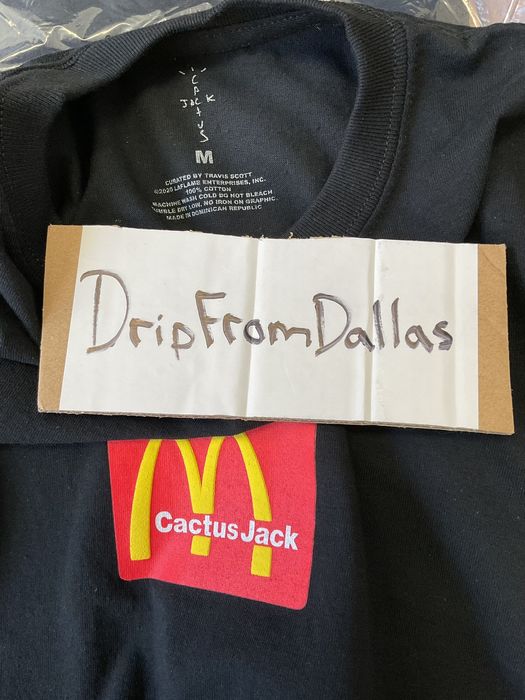 CACTUS
JACK
M
CURATED BY TRAVIS SCOTT
©2020 LAFLAME ENTERPRISES, INC.
100% COTTON
MACHINE WASH COLD DO NOT BLEACH
TUMBLE DRY LOW. NO IRON ON GRAPHIC.
MADE IN DOMINICAN REPUBLIC
DripFromDallas
Cactus Jack